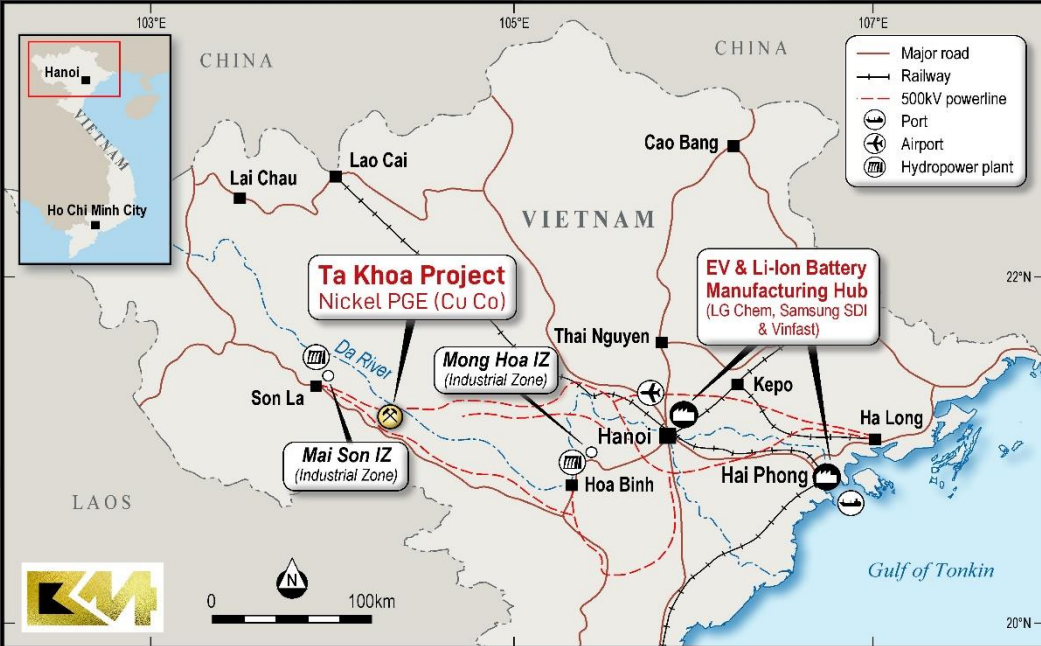 103°E
105°E
107°E
CHINA
CHINA
Hanoi
VIETNAM
Ho Chi Minh City
Major road
Railway
500kV powerline
Port
Airport
Hydropower plant
Cao Bang
Lao Cai
Lai Chau
VIETNAM
Ta Khoa Project
Nickel PGE (Cu Co)
EV & Li-Ion Battery
Manufacturing Hub
(LG Chem, Samsung SDI
& Vinfast)
22°N
Thai Nguyen
Da River
Mong Hoa IZ
(Industrial Zone)
Kepo
Son La
Ha Long
Hanoi
Mai Son IZ
(Industrial Zone)
Hai Phong
Hoa Binh
LAOS
Gulf of Tonkin
N
0
100km
20°N
BM